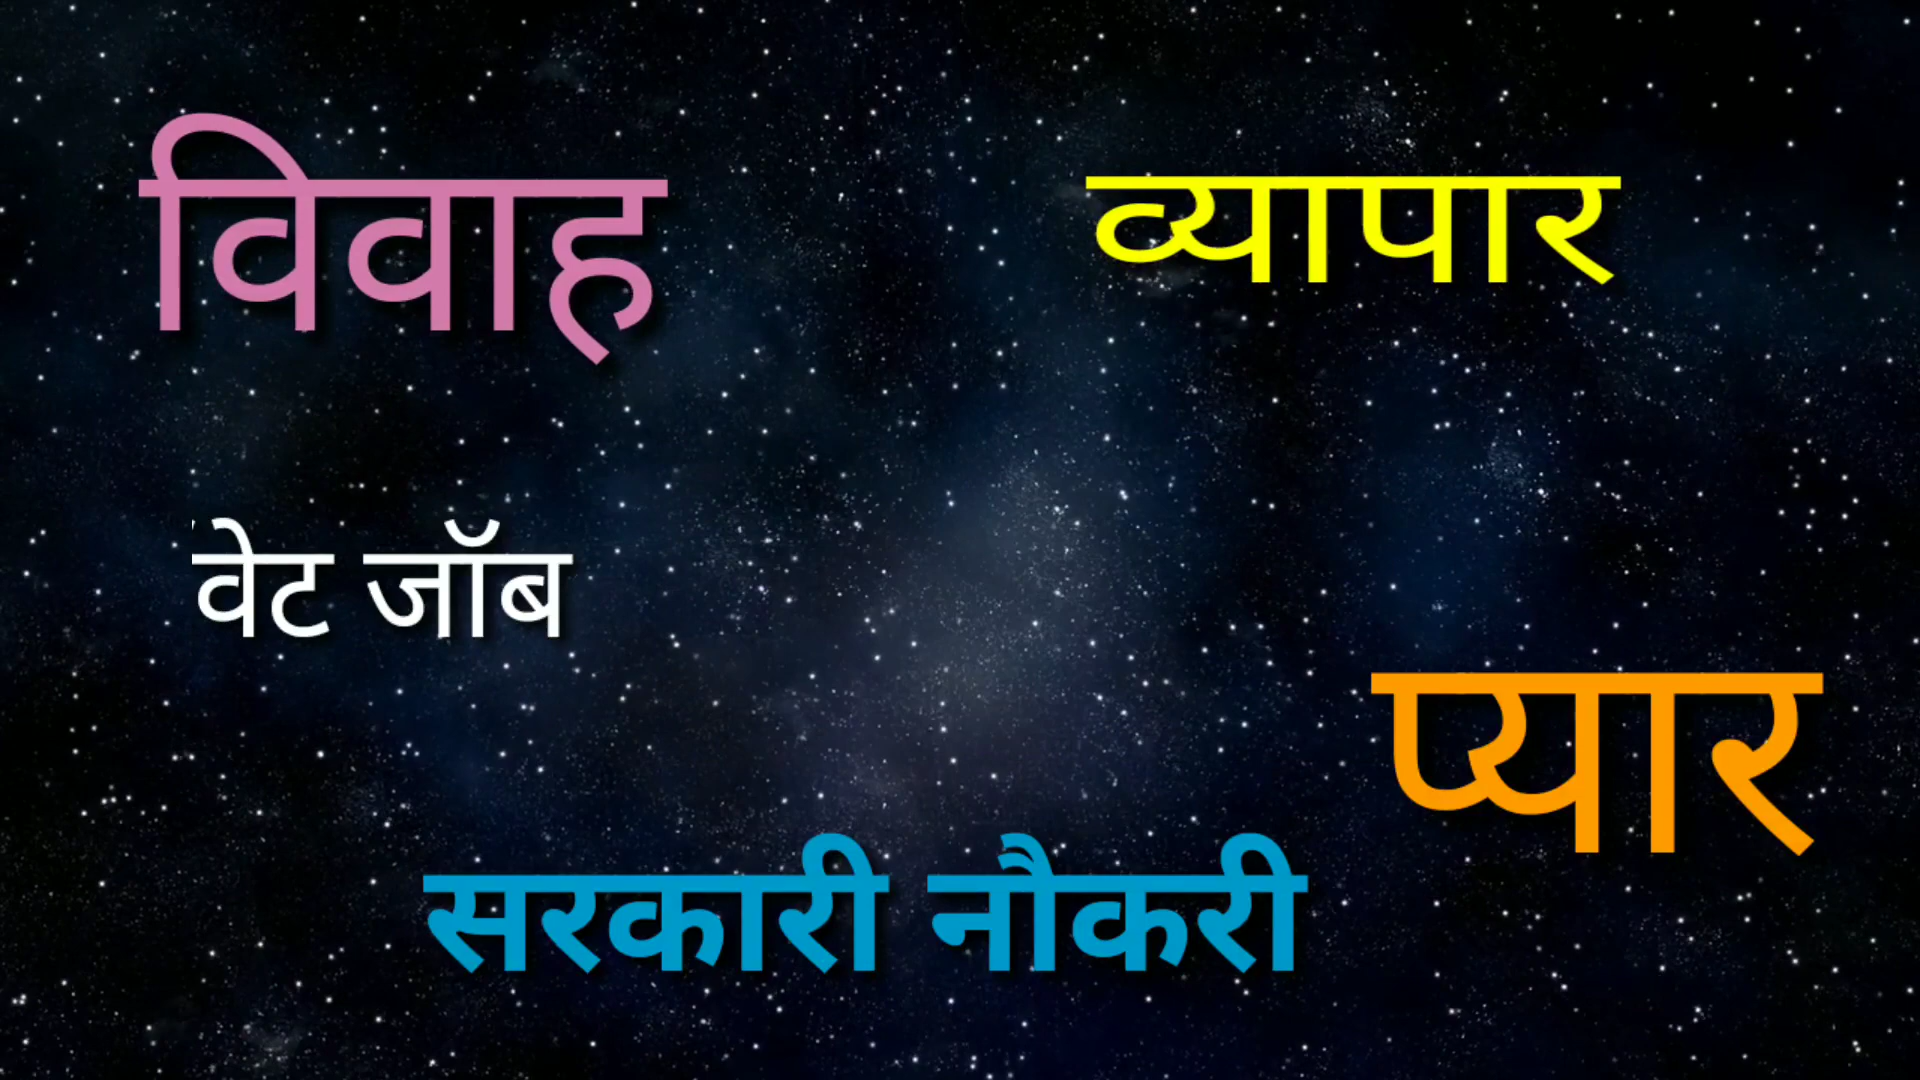 विवाह
व्यापार
वेट जॉब
प्यार
सरकारी नौकरी